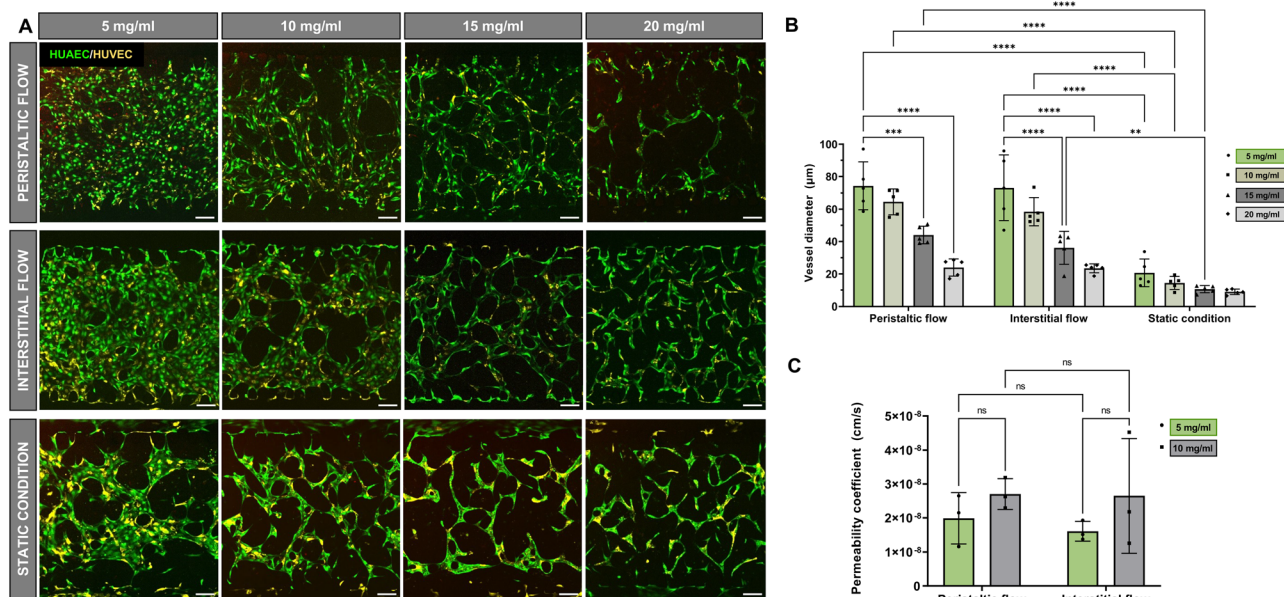 A
5 mg/ml
10 mg/ml
15 mg/ml
20 mg/ml
PERISTALTIC FLOW
HUAEC/HUVEC
INTERSTITIAL FLOW
STATIC CONDITION
B
****
****
****
****
****
****
****
***
****
**
Vessel diameter (µm)
100
80
60
40
20
0
Peristaltic flow
Interstitial flow
Static condition
5 mg/ml
10 mg/ml
15 mg/ml
20 mg/ml
C
ns
ns
ns
ns
Permeability coefficient (cm/s)
5×10⁻⁸
4×10⁻⁸
3×10⁻⁸
2×10⁻⁸
1×10⁻⁸
0
Peristaltic flow
Interstitial flow
5 mg/ml
10 mg/ml